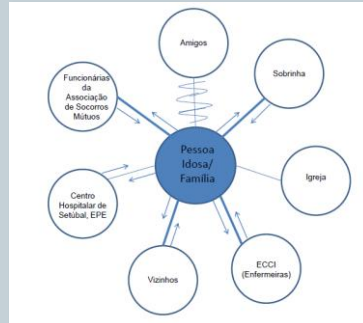 Amigos
Sobrinha
Funcionárias
da
Associação
de Socorros
Mútuos
Pessoa
Idosa/
Família
Igreja
Centro
Hospitalar de
Setúbal, EPE
ECCI
(Enfermeiras)
Vizinhos